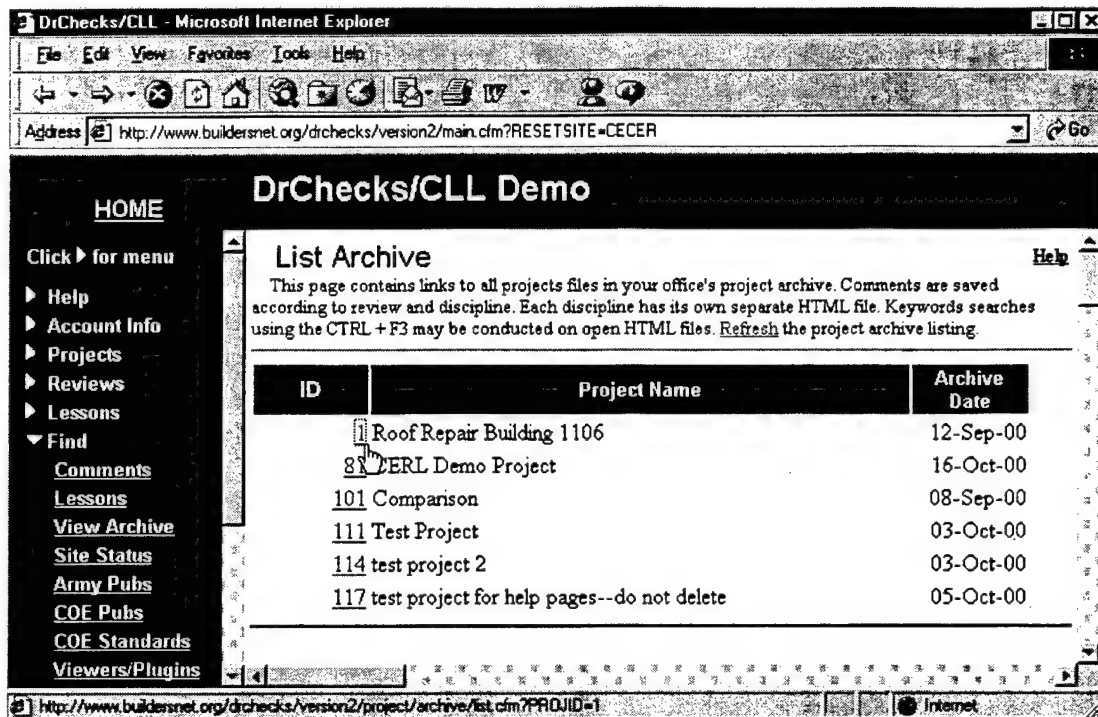 DrChecks/CLL - Microsoft Internet Explorer
File Edit View Favorites Tools Help
Address http://www.buildersnet.org/drchecks/version2/main.cfm?RESETSITE=CECER Go
DrChecks/CLL Demo
HOME
Click for menu
Help
Account Info
Projects
Reviews
Lessons
Find
Comments
Lessons
View Archive
Site Status
Army Pubs
COE Pubs
COE Standards
Viewers/Plugins
List Archive Help
This page contains links to all projects files in your office's project archive. Comments are saved
according to review and discipline. Each discipline has its own separate HTML file. Keywords searches
using the CTRL + F3 may be conducted on open HTML files. Refresh the project archive listing.
ID Project Name Archive Date
1 Roof Repair Building 1106 12-Sep-00
CERL Demo Project 16-Oct-00
101 Comparison 08-Sep-00
111 Test Project 03-Oct-00
114 test project 2 03-Oct-00
117 test project for help pages--do not delete 05-Oct-00
http://www.buildersnet.org/drchecks/version2/project/archive/list.cfm?PROJID=1 Internet